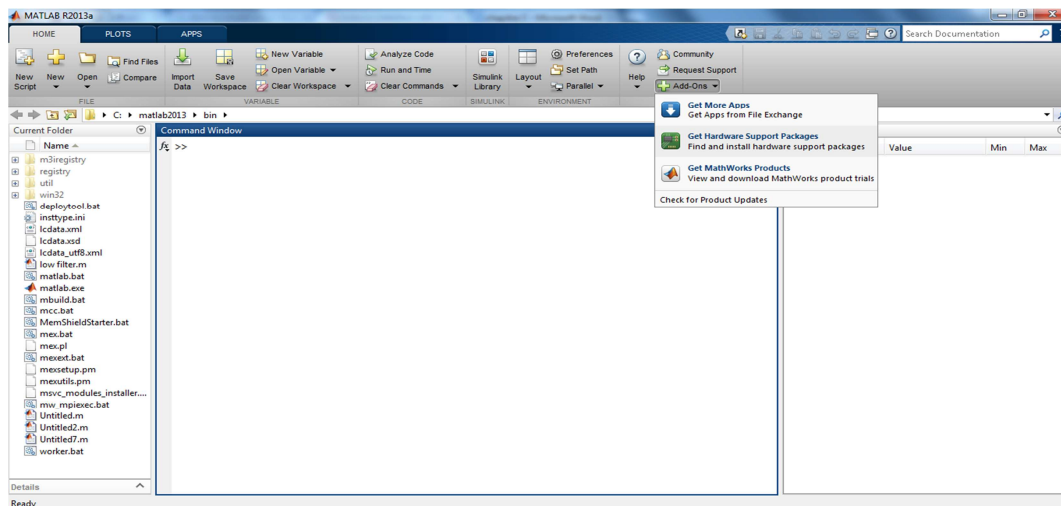 MATLAB R2013a
HOME PLOTS APPS
Search Documentation
New Script
New
Open
Find Files
Compare
Import Data
Save Workspace
New Variable
Open Variable
Clear Workspace
Analyze Code
Run and Time
Clear Commands
Simulink Library
Layout
Preferences
Set Path
Parallel
Help
Community
Request Support
Add-Ons
FILE VARIABLE CODE SIMULINK ENVIRONMENT
Get More Apps
Get Apps from File Exchange
Get Hardware Support Packages
Find and install hardware support packages
Get MathWorks Products
View and download MathWorks product trials
Check for Product Updates
C: matlab2013 bin
Current Folder
Command Window
Name
fx >>
Value Min Max
m3iregistry
registry
util
win32
deploytool.bat
insttype.ini
lcdata.xml
lcdata.xsd
lcdata_utf8.xml
low filter.m
matlab.bat
matlab.exe
mbuild.bat
mcc.bat
MemShieldStarter.bat
mex.bat
mex.pl
mexext.bat
mexsetup.pm
mexutils.pm
msvc_modules_installer....
mw_mpiexec.bat
Untitled.m
Untitled2.m
Untitled7.m
worker.bat
Details
Ready